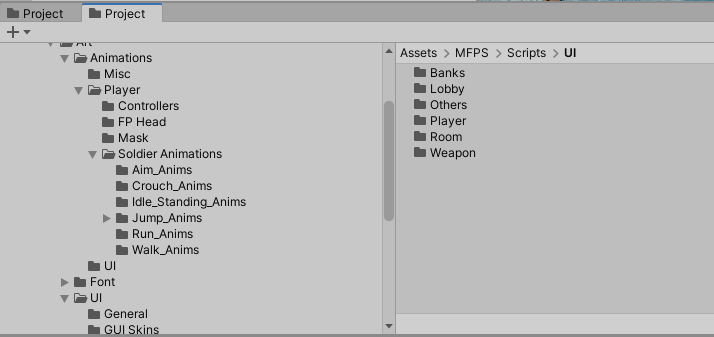 Project
Project
Art
Animations
Misc
Player
Controllers
FP Head
Mask
Soldier Animations
Aim_Anims
Crouch_Anims
Idle_Standing_Anims
Jump_Anims
Run_Anims
Walk_Anims
UI
Font
UI
General
GUI Skins
Assets > MFPS > Scripts > UI
Banks
Lobby
Others
Player
Room
Weapon